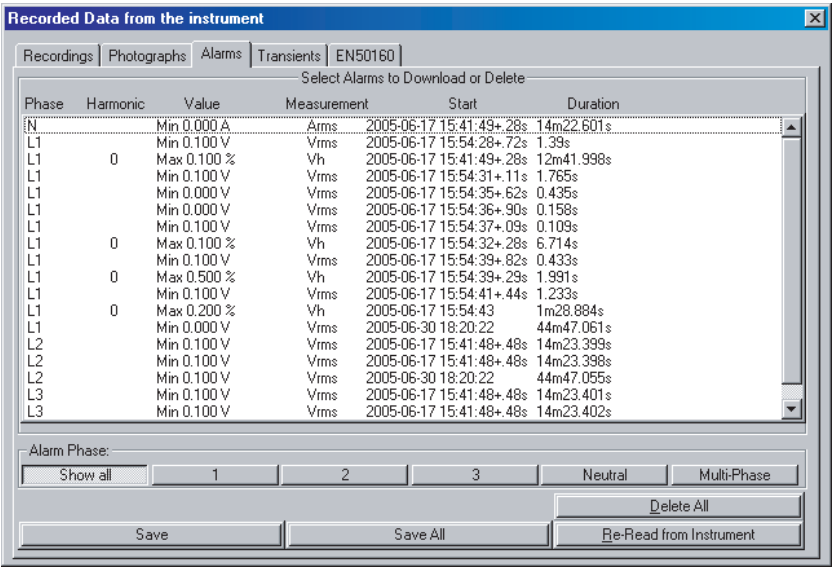 Recorded Data from the instrument
Recordings Photographs Alarms Transients EN50160
Select Alarms to Download or Delete
Phase Harmonic Value Measurement Start Duration
N Min 0.000 A Arms 2005-06-17 15:41:49+.28s 14m22.601s
L1 Min 0.100 V Vrms 2005-06-17 15:54:28+.72s 1.39s
L1 0 Max 0.100 % Vh 2005-06-17 15:41:49+.28s 12m41.998s
L1 Min 0.100 V Vrms 2005-06-17 15:54:31+.11s 1.765s
L1 Min 0.000 V Vrms 2005-06-17 15:54:35+.62s 0.435s
L1 Min 0.000 V Vrms 2005-06-17 15:54:36+.90s 0.158s
L1 Min 0.100 V Vrms 2005-06-17 15:54:37+.09s 0.109s
L1 0 Max 0.100 % Vh 2005-06-17 15:54:32+.28s 6.714s
L1 Min 0.100 V Vrms 2005-06-17 15:54:39+.82s 0.433s
L1 0 Max 0.500 % Vh 2005-06-17 15:54:39+.29s 1.991s
L1 Min 0.100 V Vrms 2005-06-17 15:54:41+.44s 1.233s
L1 0 Max 0.200 % Vh 2005-06-17 15:54:43 1m28.884s
L1 Min 0.000 V Vrms 2005-06-30 18:20:22 44m47.061s
L2 Min 0.100 V Vrms 2005-06-17 15:41:48+.48s 14m23.399s
L2 Min 0.100 V Vrms 2005-06-17 15:41:48+.48s 14m23.398s
L2 Min 0.100 V Vrms 2005-06-30 18:20:22 44m47.055s
L3 Min 0.100 V Vrms 2005-06-17 15:41:48+.48s 14m23.401s
L3 Min 0.100 V Vrms 2005-06-17 15:41:48+.48s 14m23.402s
Alarm Phase:
Show all 1 2 3 Neutral Multi-Phase
Delete All
Save Save All Re-Read from Instrument